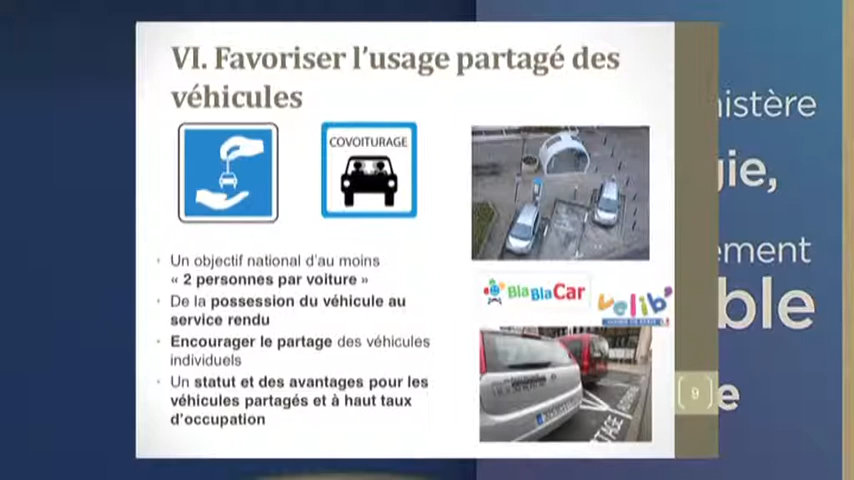 VI. Favoriser l'usage partagé des
véhicules
COVOITURAGE
Un objectif national d'au moins
« 2 personnes par voiture »
De la possession du véhicule au
service rendu
Encourager le partage des véhicules
individuels
Un statut et des avantages pour les
véhicules partagés et à haut taux
d'occupation
BlaBlaCar
velib'
9
nistère
gie,
ement
ble
e